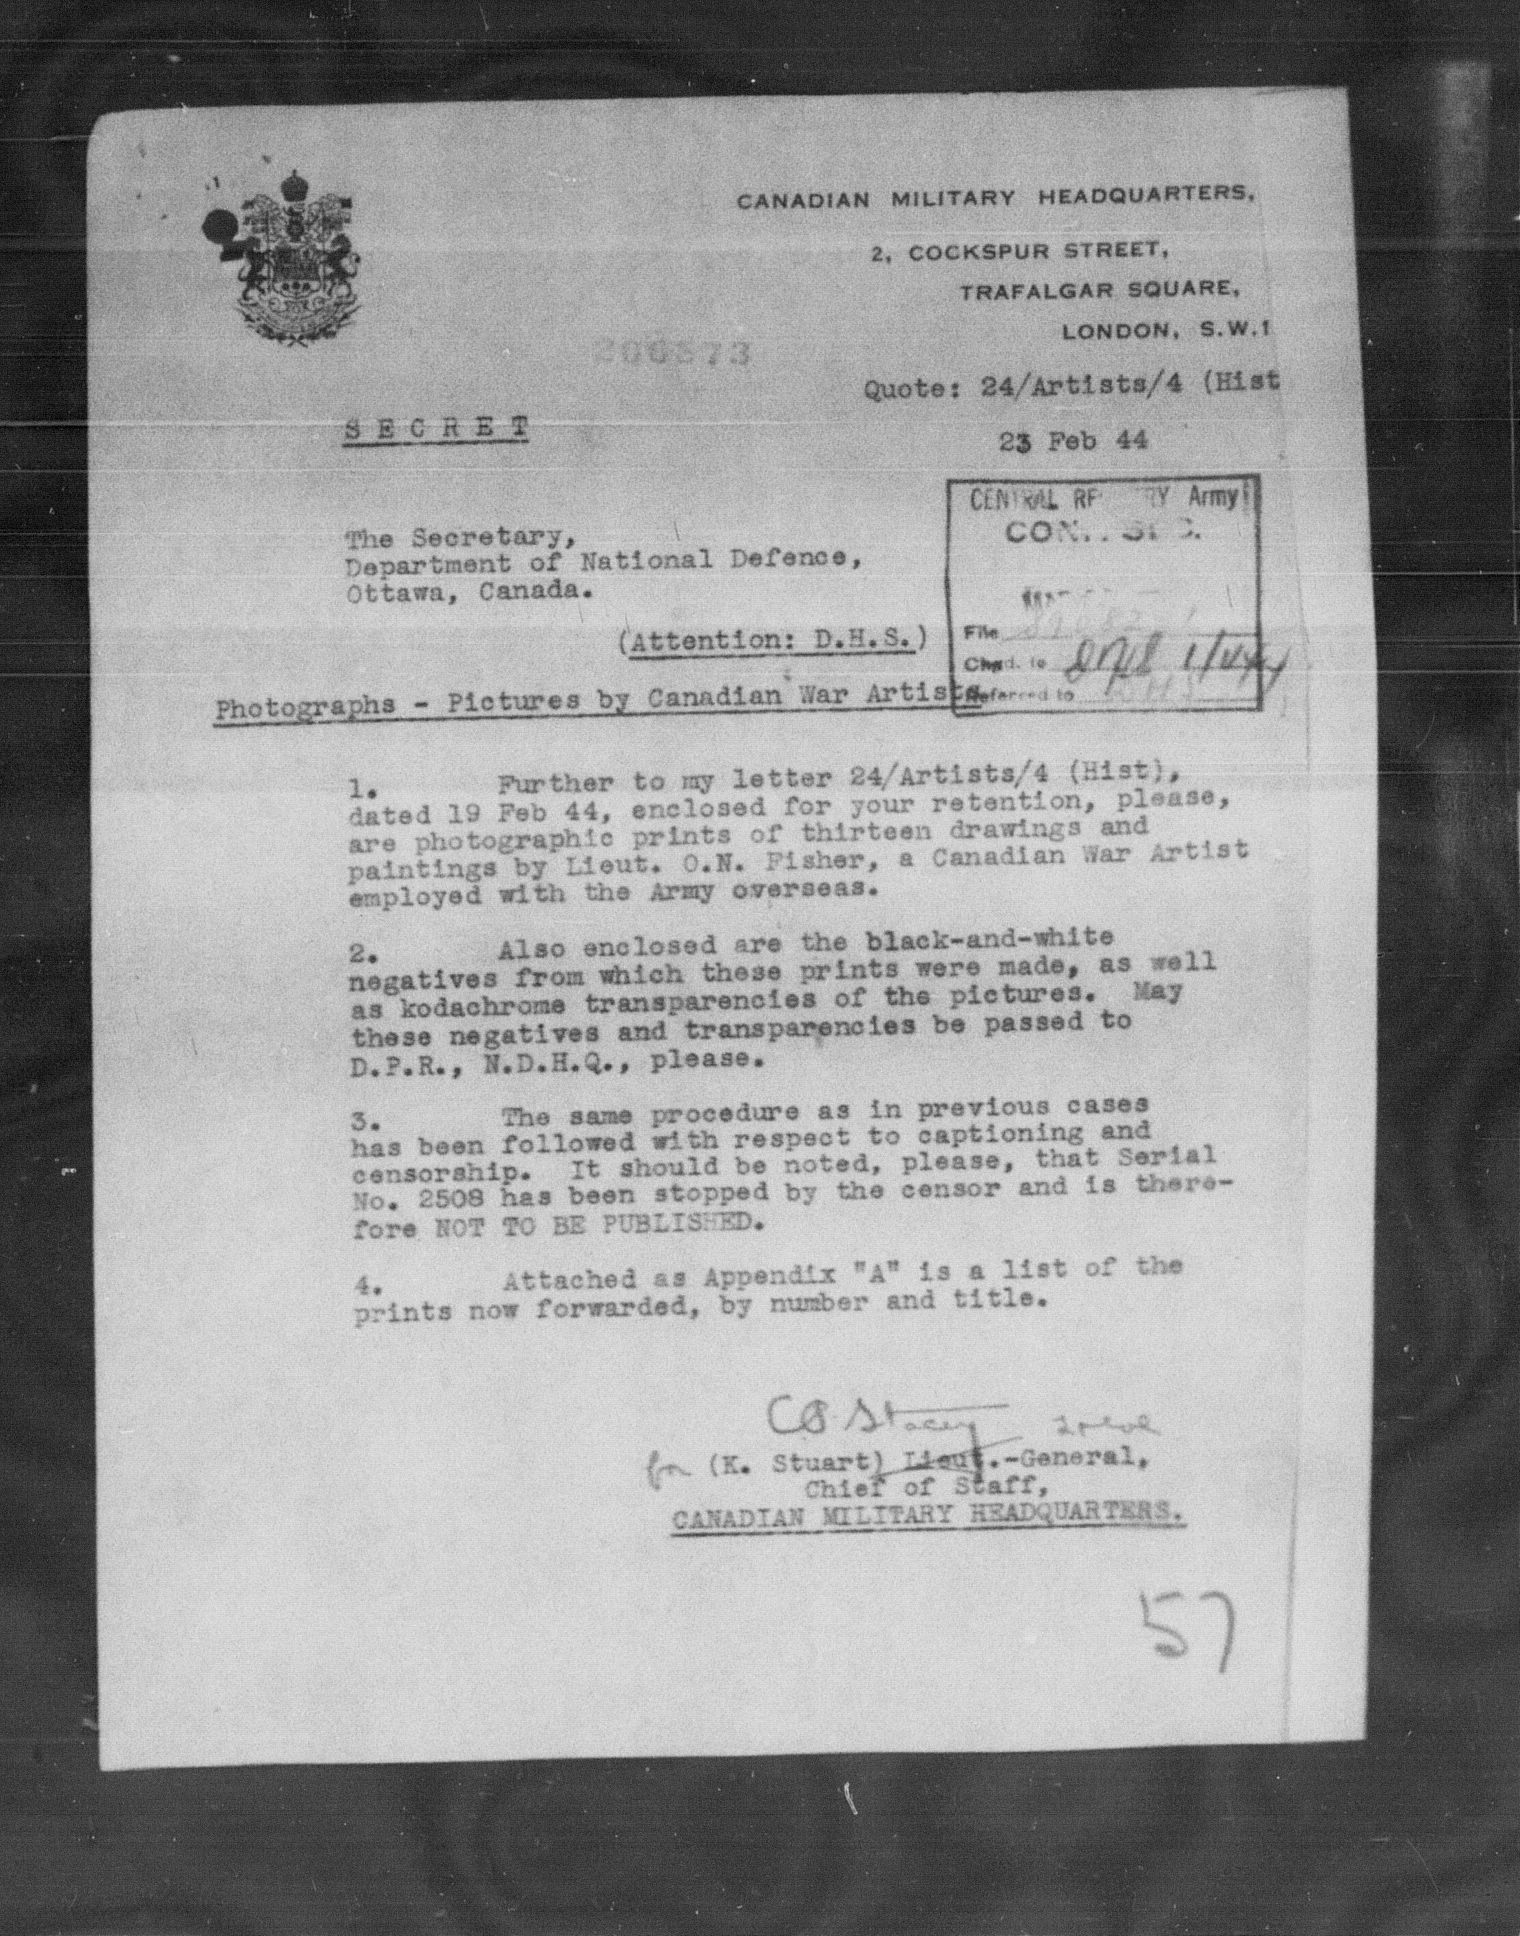 CANADIAN MILITARY HEADQUARTERS,
2, COCKSPUR STREET,
TRAFALGAR SQUARE,
LONDON, S.W.1
Quote: 24/Artists/4 (Hist
SECRET
23 Feb 44
CENTRAL Army
The Secretary,
Department of National Defence,
Ottawa, Canada.
File
Chgd. to
Referred to
(Attention: D.H.S.)
Photographs - Pictures by Canadian War Artists
1. Further to my letter 24/Artists/4 (Hist),
dated 19 Feb 44, enclosed for your retention, please,
are photographic prints of thirteen drawings and
paintings by Lieut. O.N. Fisher, a Canadian War Artist
employed with the Army overseas.
2. Also enclosed are the black-and-white
negatives from which these prints were made, as well
as kodachrome transparencies of the pictures. May
these negatives and transparencies be passed to
D.P.R., N.D.H.Q., please.
3. The same procedure as in previous cases
has been followed with respect to captioning and
censorship. It should be noted, please, that Serial
No. 2508 has been stopped by the censor and is there-
fore NOT TO BE PUBLISHED.
4. Attached as Appendix "A" is a list of the
prints now forwarded, by number and title.
C P Stacey
for (K. Stuart) Lieut.-General,
Chief of Staff,
CANADIAN MILITARY HEADQUARTERS.
57